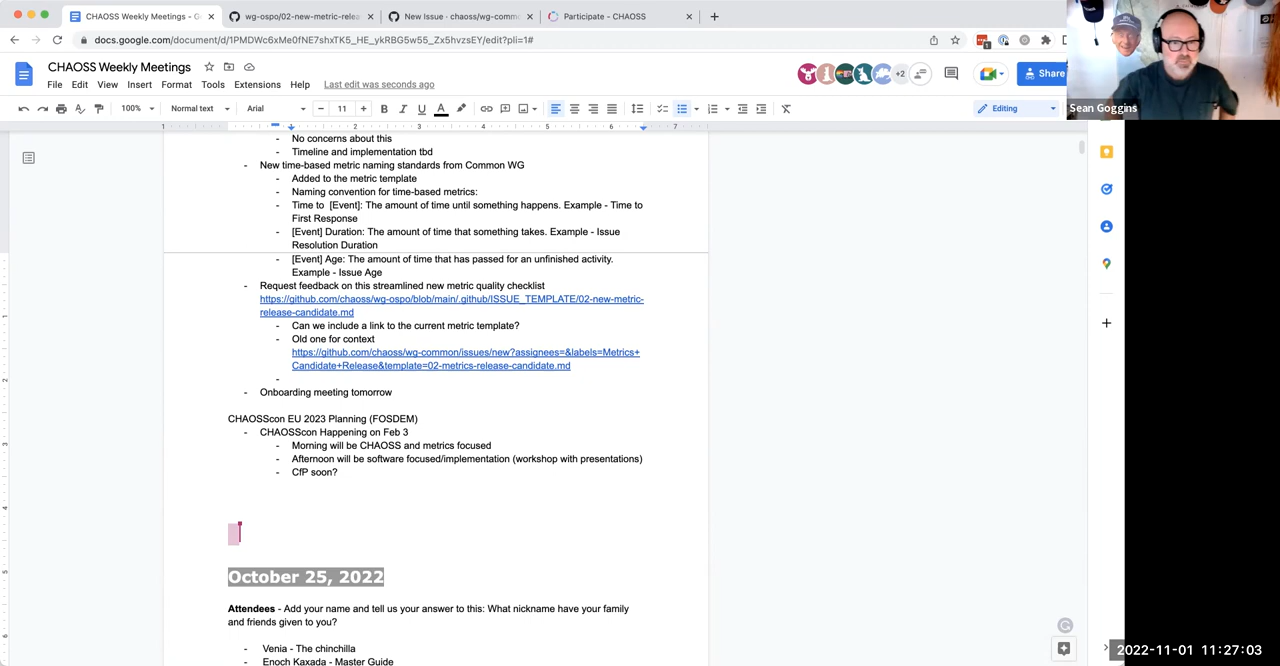 CHAOSS Weekly Meetings - G
wg-ospo/02-new-metric-relea
New Issue · chaoss/wg-comm
Participate - CHAOSS
docs.google.com/document/d/1PMDWc6xMe0fNE7shxTK5_HE_ykRBG5w55_Zx5hvzsEY/edit?pli=1#
CHAOSS Weekly Meetings
File Edit View Insert Format Tools Extensions Help Last edit was seconds ago
+2
Share
100% Normal text Arial 11
Editing
Sean Goggins
1 1 2 3 4 5 6 7
- No concerns about this
- Timeline and implementation tbd
- New time-based metric naming standards from Common WG
- Added to the metric template
- Naming convention for time-based metrics:
- Time to [Event]: The amount of time until something happens. Example - Time to
First Response
- [Event] Duration: The amount of time that something takes. Example - Issue
Resolution Duration
- [Event] Age: The amount of time that has passed for an unfinished activity.
Example - Issue Age
- Request feedback on this streamlined new metric quality checklist
https://github.com/chaoss/wg-ospo/blob/main/.github/ISSUE_TEMPLATE/02-new-metric-
release-candidate.md
- Can we include a link to the current metric template?
- Old one for context
https://github.com/chaoss/wg-common/issues/new?assignees=&labels=Metrics+
Candidate+Release&template=02-metrics-release-candidate.md
-
- Onboarding meeting tomorrow
CHAOSScon EU 2023 Planning (FOSDEM)
- CHAOSScon Happening on Feb 3
- Morning will be CHAOSS and metrics focused
- Afternoon will be software focused/implementation (workshop with presentations)
- CfP soon?
October 25, 2022
Attendees - Add your name and tell us your answer to this: What nickname have your family
and friends given to you?
- Venia - The chinchilla
- Enoch Kaxada - Master Guide
2022-11-01 11:27:03